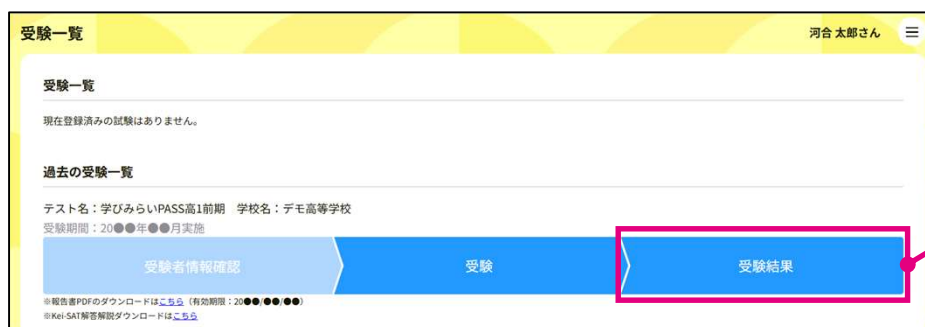 受験一覧
河合 太郎さん
受験一覧
現在登録済みの試験はありません。
過去の受験一覧
テスト名：学びみらいPASS高1前期　学校名：デモ高等学校
受験期間：20●●年●●月実施
受験者情報確認
受験
受験結果
※報告書PDFのダウンロードはこちら（有効期限：20●●/●●/●●）
※Kei-SAT解答解説ダウンロードはこちら